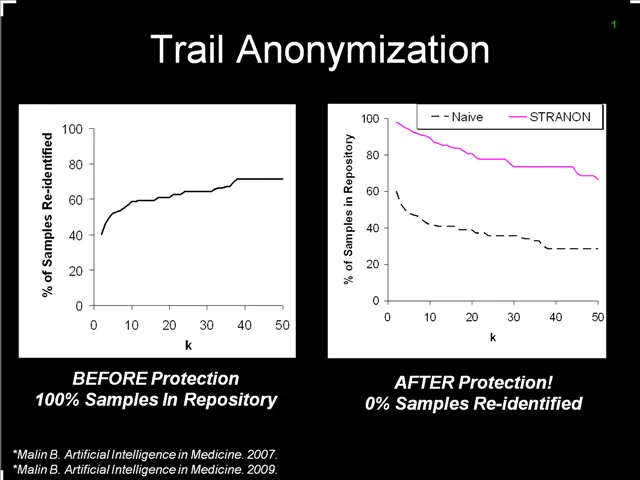 1
Trail Anonymization
% of Samples Re-identified
100
80
60
40
20
0
0 10 20 30 40 50
k
Naive STRANON
% of Samples in Repository
100
80
60
40
20
0
0 10 20 30 40 50
k
BEFORE Protection
100% Samples In Repository
AFTER Protection!
0% Samples Re-identified
*Malin B. Artificial Intelligence in Medicine. 2007.
*Malin B. Artificial Intelligence in Medicine. 2009.